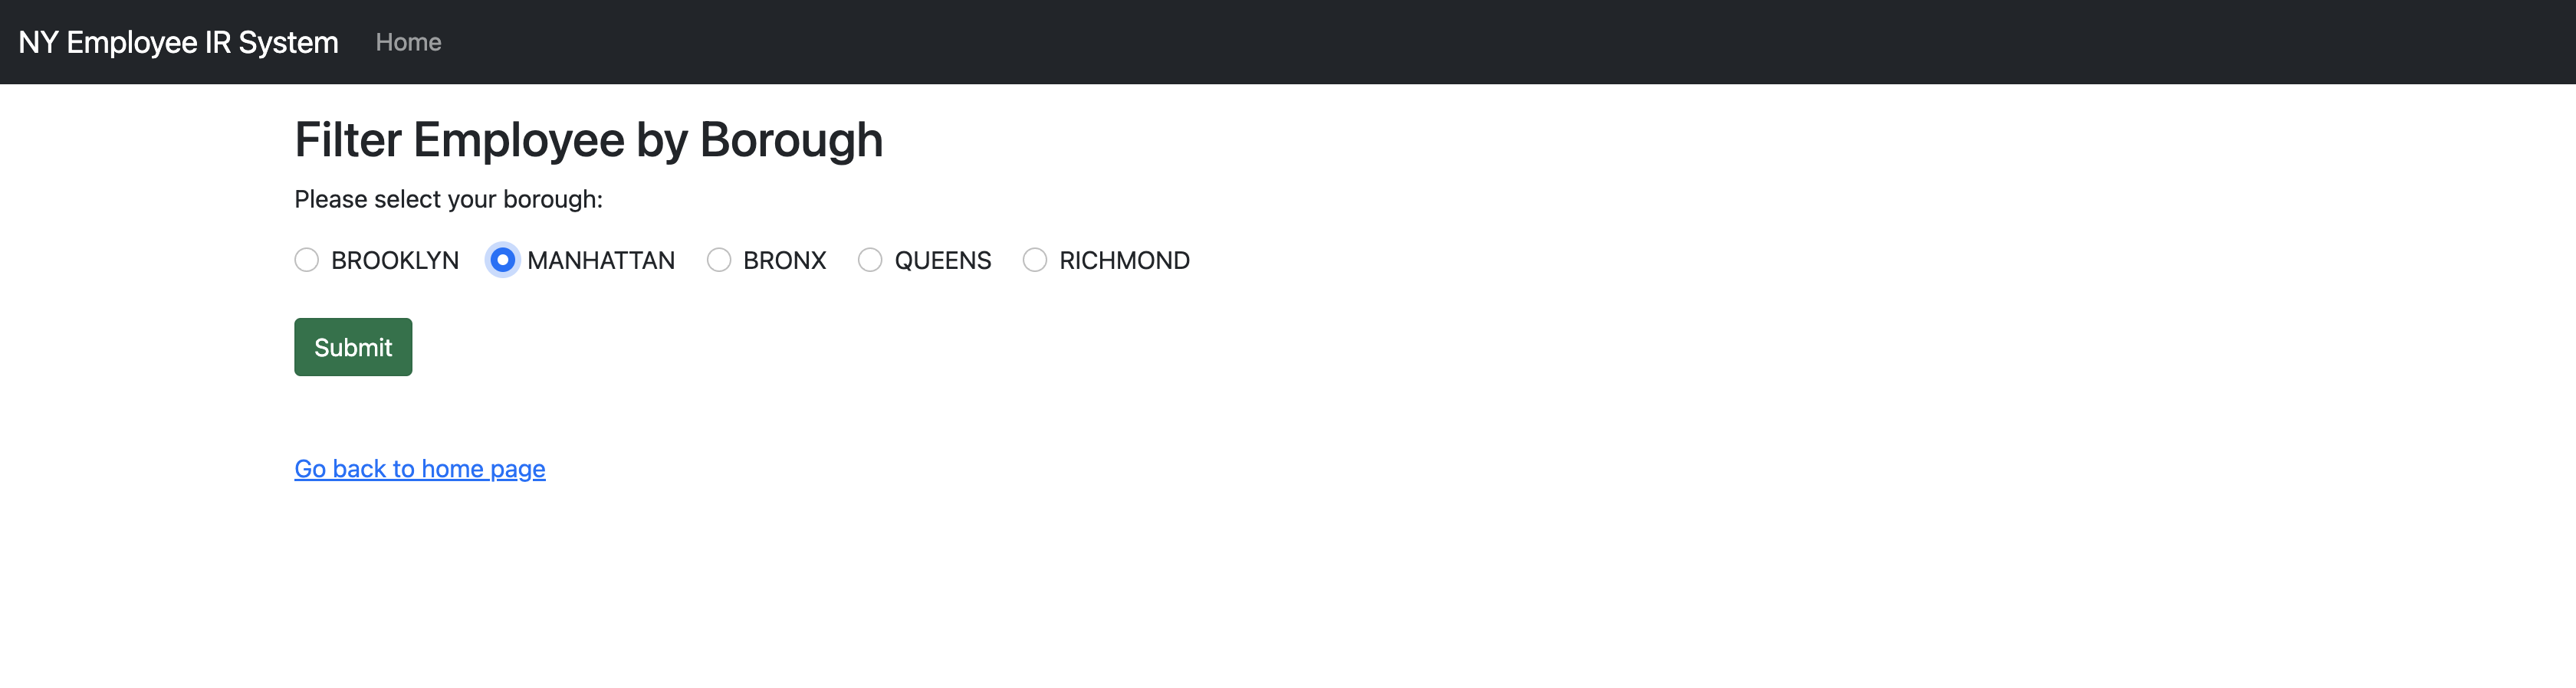 NY Employee IR System Home
Filter Employee by Borough
Please select your borough:
BROOKLYN MANHATTAN BRONX QUEENS RICHMOND
Submit
Go back to home page